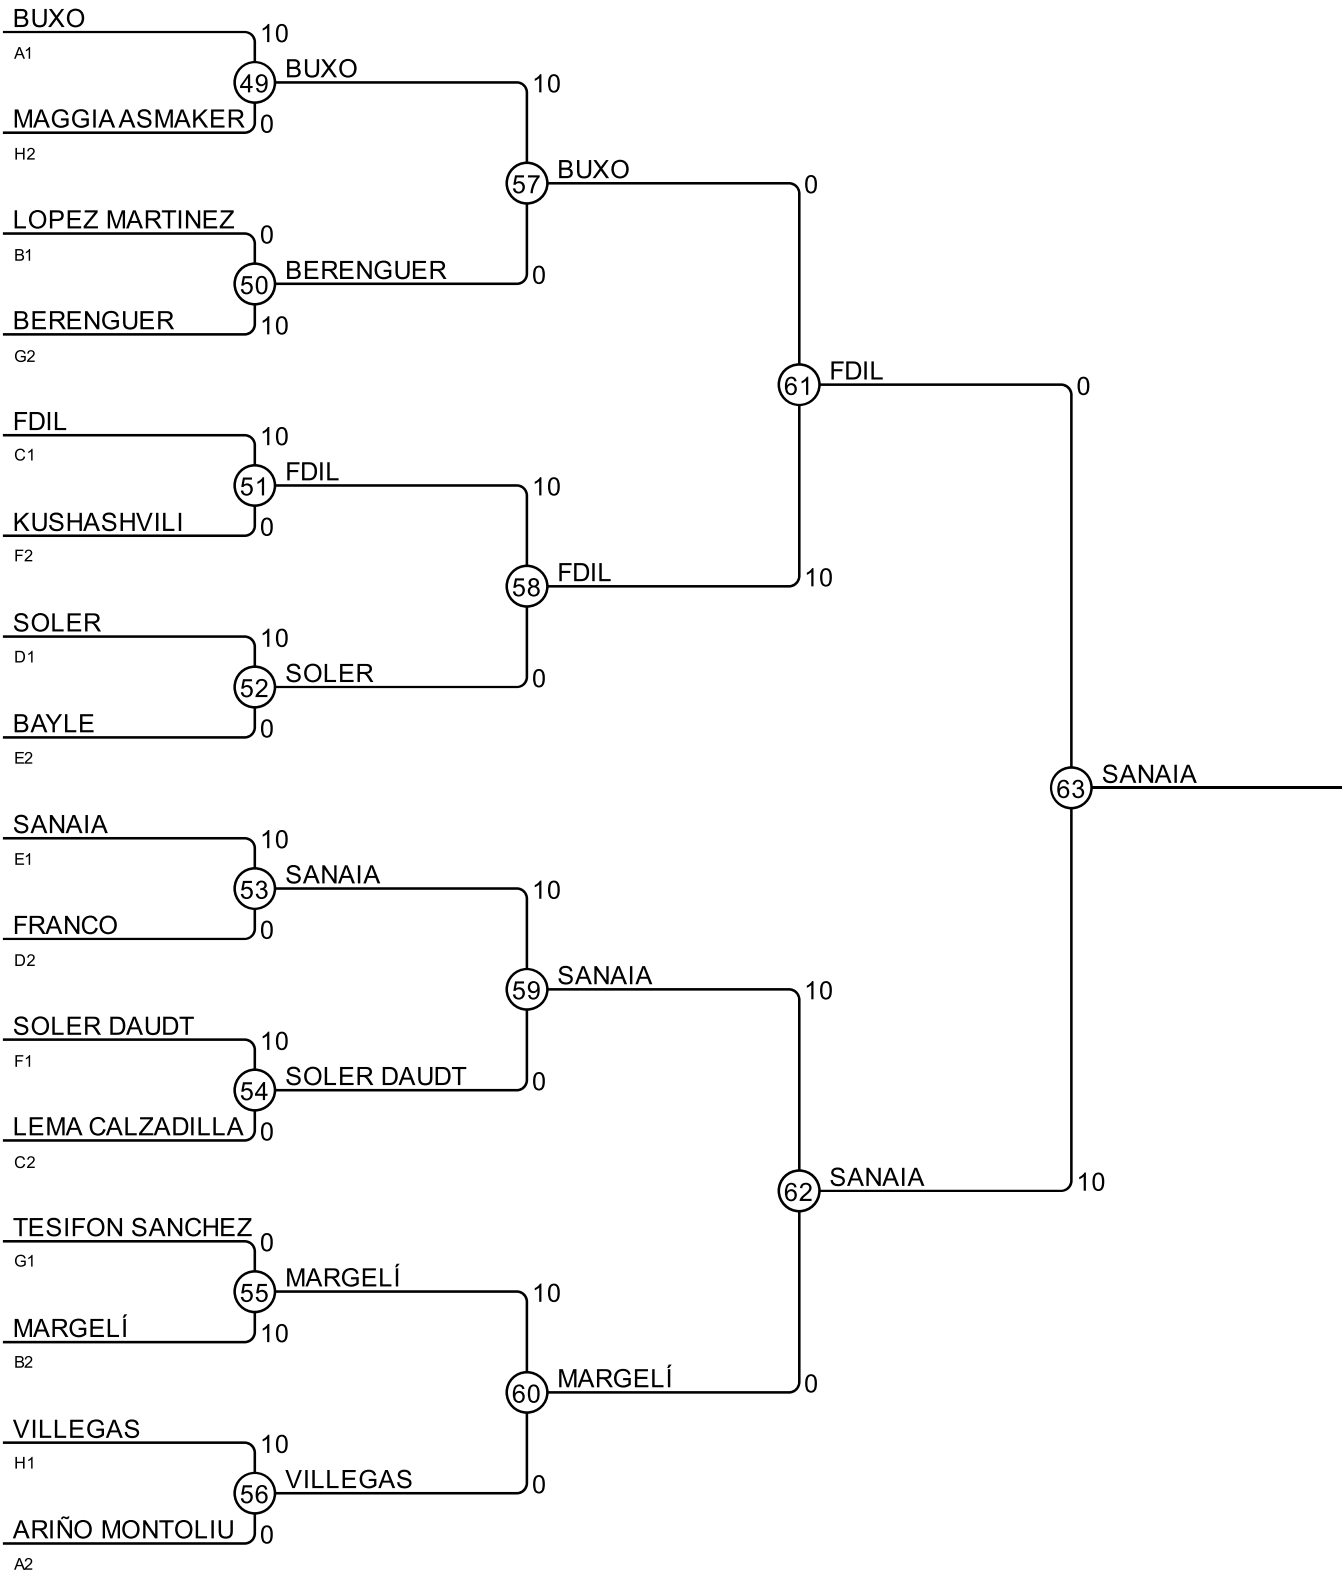 BUXO
10
A1
49
BUXO
10
MAGGIA ASMAKER
0
H2
57
BUXO
0
LOPEZ MARTINEZ
0
B1
50
BERENGUER
0
BERENGUER
10
G2
61
FDIL
0
FDIL
10
C1
51
FDIL
10
KUSHASHVILI
0
F2
58
FDIL
10
SOLER
10
D1
52
SOLER
0
BAYLE
0
E2
63
SANAIA
SANAIA
10
E1
53
SANAIA
10
FRANCO
0
D2
59
SANAIA
10
SOLER DAUDT
10
F1
54
SOLER DAUDT
0
LEMA CALZADILLA
0
C2
62
SANAIA
10
TESIFON SANCHEZ
0
G1
55
MARGELÍ
10
MARGELÍ
10
B2
60
MARGELÍ
0
VILLEGAS
10
H1
56
VILLEGAS
0
ARIÑO MONTOLIU
0
A2